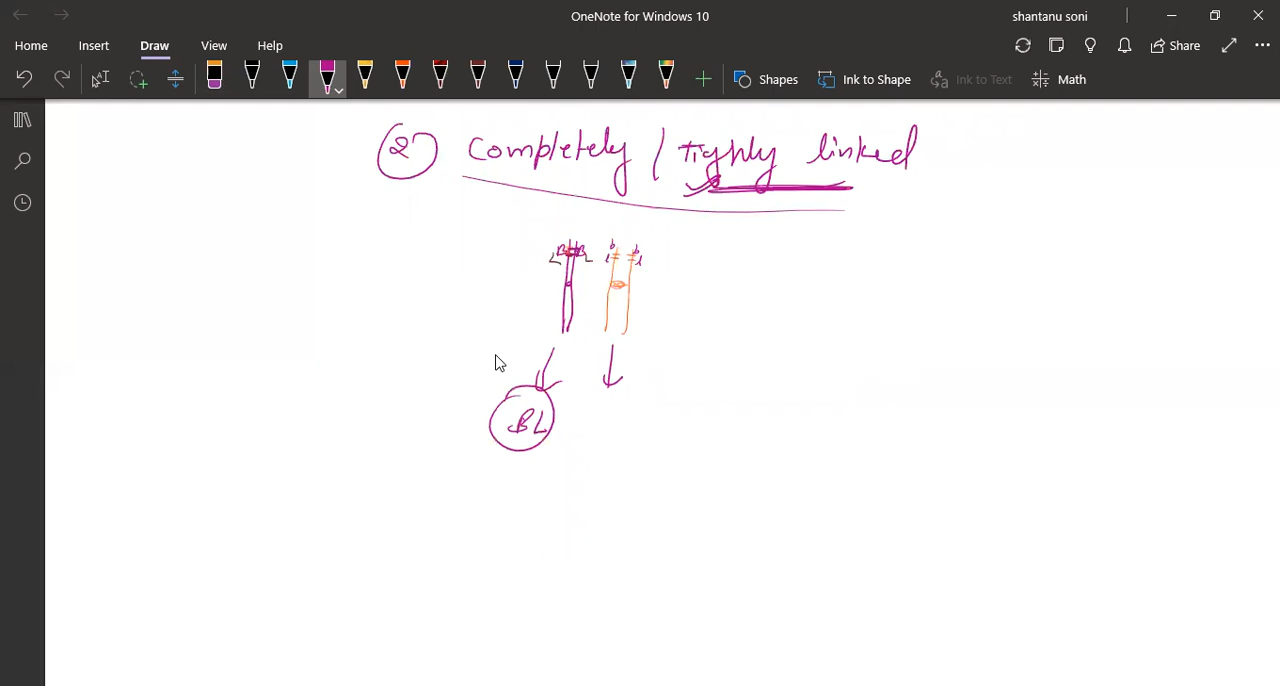 OneNote for Windows 10
shantanu soni
Home Insert Draw View Help
Share
Shapes Ink to Shape Ink to Text Math
2 Completely / Tighly linked
B B b b
L L l l
BL